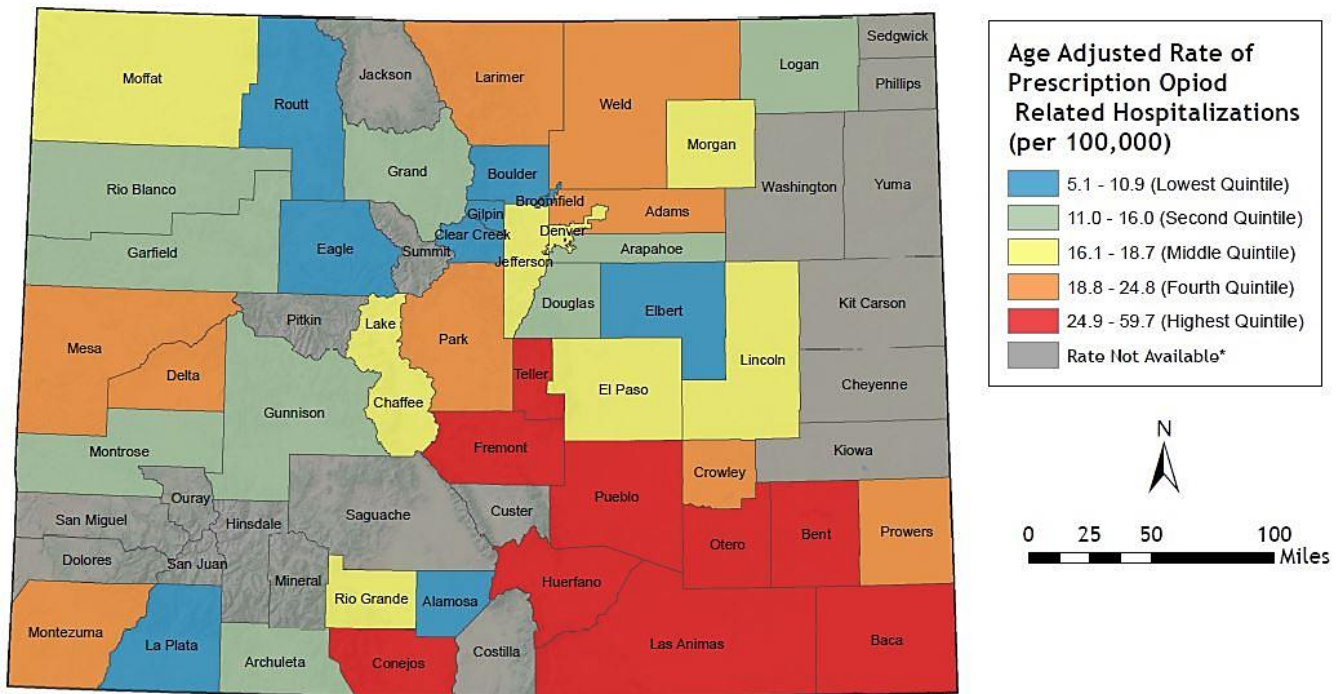 Moffat
Routt
Jackson
Larimer
Weld
Logan
Sedgwick
Phillips
Morgan
Washington
Yuma
Rio Blanco
Grand
Boulder
Broomfield
Gilpin
Adams
Garfield
Eagle
Summit
Clear Creek
Denver
Jefferson
Arapahoe
Pitkin
Lake
Park
Douglas
Elbert
Kit Carson
Mesa
Delta
Teller
El Paso
Lincoln
Cheyenne
Gunnison
Chaffee
Montrose
Fremont
Crowley
Kiowa
Ouray
San Miguel
Hinsdale
Saguache
Custer
Pueblo
Otero
Bent
Prowers
Dolores
San Juan
Mineral
Huerfano
Rio Grande
Alamosa
Montezuma
La Plata
Archuleta
Conejos
Costilla
Las Animas
Baca
Age Adjusted Rate of
Prescription Opiod
Related Hospitalizations
(per 100,000)
5.1 - 10.9 (Lowest Quintile)
11.0 - 16.0 (Second Quintile)
16.1 - 18.7 (Middle Quintile)
18.8 - 24.8 (Fourth Quintile)
24.9 - 59.7 (Highest Quintile)
Rate Not Available*
N
0 12.5 25 50 100
Miles